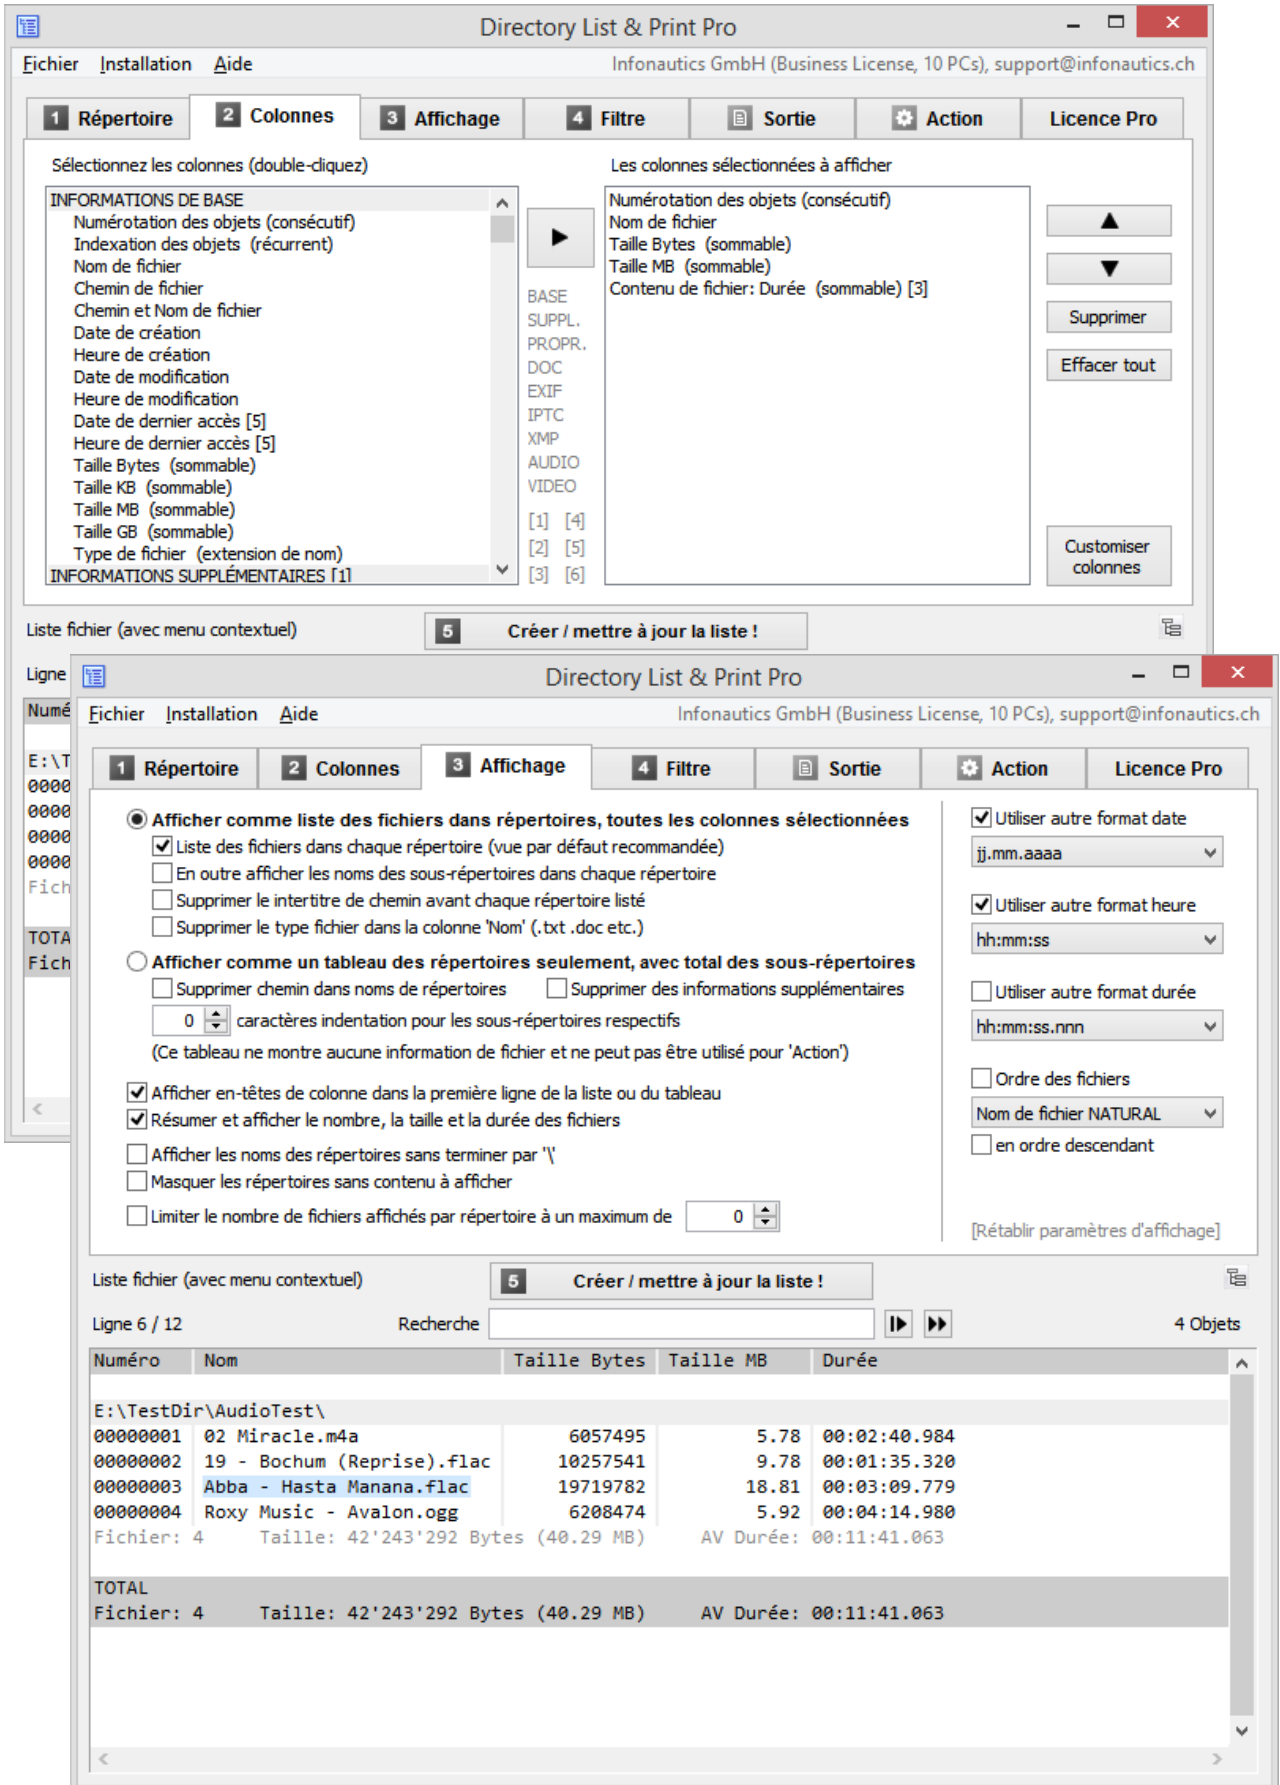 Directory List & Print Pro
Fichier Installation Aide Infonautics GmbH (Business License, 10 PCs), support@infonautics.ch
1 Répertoire 2 Colonnes 3 Affichage 4 Filtre Sortie Action Licence Pro
Sélectionnez les colonnes (double-cliquez)
INFORMATIONS DE BASE
Numérotation des objets (consécutif)
Indexation des objets (récurrent)
Nom de fichier
Chemin de fichier
Chemin et Nom de fichier
Date de création
Heure de création
Date de modification
Heure de modification
Date de dernier accès [5]
Heure de dernier accès [5]
Taille Bytes (sommable)
Taille KB (sommable)
Taille MB (sommable)
Taille GB (sommable)
Type de fichier (extension de nom)
INFORMATIONS SUPPLÉMENTAIRES [1]
BASE
SUPPL.
PROPR.
DOC
EXIF
IPTC
XMP
AUDIO
VIDEO
[1] [4]
[2] [5]
[3] [6]
Les colonnes sélectionnées à afficher
Numérotation des objets (consécutif)
Nom de fichier
Taille Bytes (sommable)
Taille MB (sommable)
Contenu de fichier: Durée (sommable) [3]
Supprimer
Effacer tout
Customiser
colonnes
Liste fichier (avec menu contextuel) 5 Créer / mettre à jour la liste !
Ligne
Numé
E:\T
0000
0000
0000
0000
Fich
TOTA
Fich
Directory List & Print Pro
Fichier Installation Aide Infonautics GmbH (Business License, 10 PCs), support@infonautics.ch
1 Répertoire 2 Colonnes 3 Affichage 4 Filtre Sortie Action Licence Pro
Afficher comme liste des fichiers dans répertoires, toutes les colonnes sélectionnées
Liste des fichiers dans chaque répertoire (vue par défaut recommandée)
En outre afficher les noms des sous-répertoires dans chaque répertoire
Supprimer le intertitre de chemin avant chaque répertoire listé
Supprimer le type fichier dans la colonne 'Nom' (.txt .doc etc.)
Afficher comme un tableau des répertoires seulement, avec total des sous-répertoires
Supprimer chemin dans noms de répertoires Supprimer des informations supplémentaires
0 caractères indentation pour les sous-répertoires respectifs
(Ce tableau ne montre aucune information de fichier et ne peut pas être utilisé pour 'Action')
Afficher en-têtes de colonne dans la première ligne de la liste ou du tableau
Résumer et afficher le nombre, la taille et la durée des fichiers
Afficher les noms des répertoires sans terminer par '\'
Masquer les répertoires sans contenu à afficher
Limiter le nombre de fichiers affichés par répertoire à un maximum de 0
Utiliser autre format date
jj.mm.aaaa
Utiliser autre format heure
hh:mm:ss
Utiliser autre format durée
hh:mm:ss.nnn
Ordre des fichiers
Nom de fichier NATURAL
en ordre descendant
[Rétablir paramètres d'affichage]
Liste fichier (avec menu contextuel) 5 Créer / mettre à jour la liste !
Ligne 6 / 12 Recherche 4 Objets
Numéro Nom Taille Bytes Taille MB Durée
E:\TestDir\AudioTest\
00000001 02 Miracle.m4a 6057495 5.78 00:02:40.984
00000002 19 - Bochum (Reprise).flac 10257541 9.78 00:01:35.320
00000003 Abba - Hasta Manana.flac 19719782 18.81 00:03:09.779
00000004 Roxy Music - Avalon.ogg 6208474 5.92 00:04:14.980
Fichier: 4 Taille: 42'243'292 Bytes (40.29 MB) AV Durée: 00:11:41.063
TOTAL
Fichier: 4 Taille: 42'243'292 Bytes (40.29 MB) AV Durée: 00:11:41.063